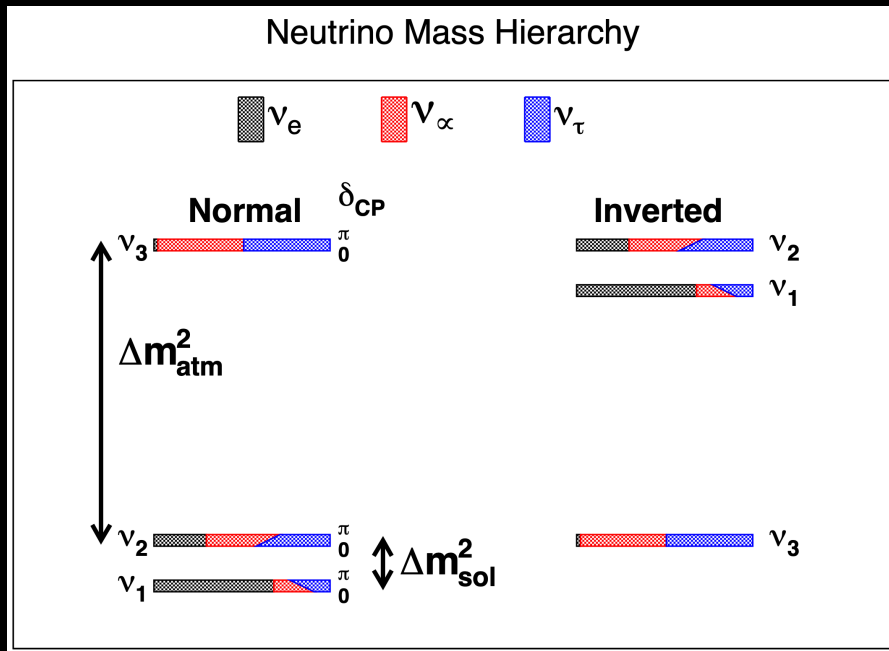 Neutrino Mass Hierarchy
νe ν∝ ντ
Normal δCP Inverted
ν3 π 0 ν2
ν1
Δm²atm
ν2 π 0 ν3
Δm²sol
ν1 π 0